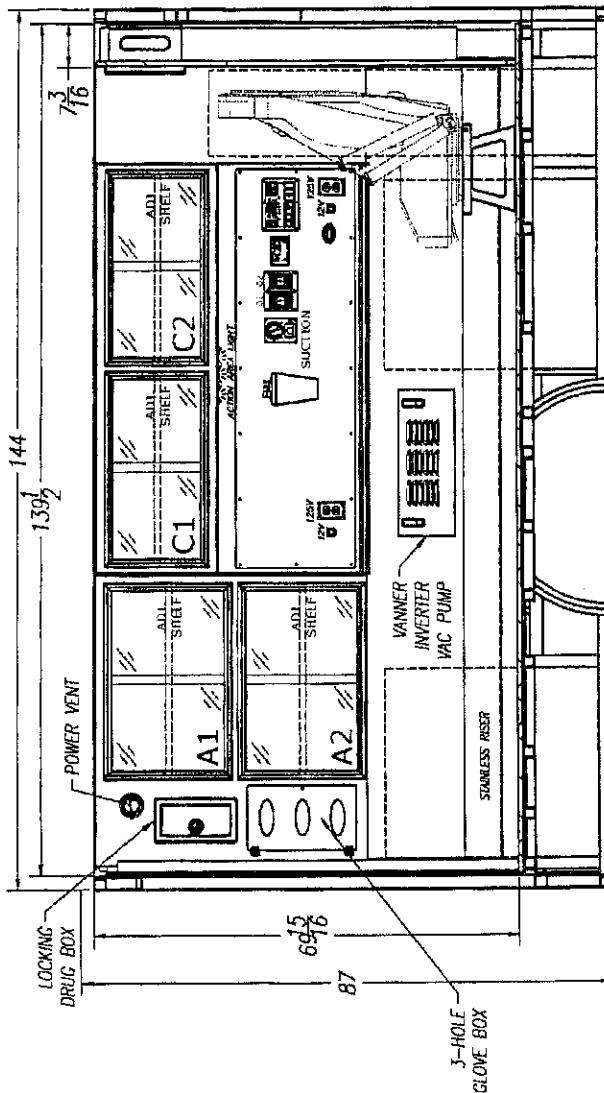 144
139 1/2
7 3/16
LOCKING
DRUG BOX
POWER VENT
A1
ADJ
SHELF
C1
ADJ
SHELF
C2
ADJ
SHELF
A2
ADJ
SHELF
ACTION AREA LIGHT
SUCTION
125V
12V
125V
12V
69 15/16
87
3-HOLE
GLOVE BOX
VANNER
INVERTER
VAC PUMP
STAINLESS RISER